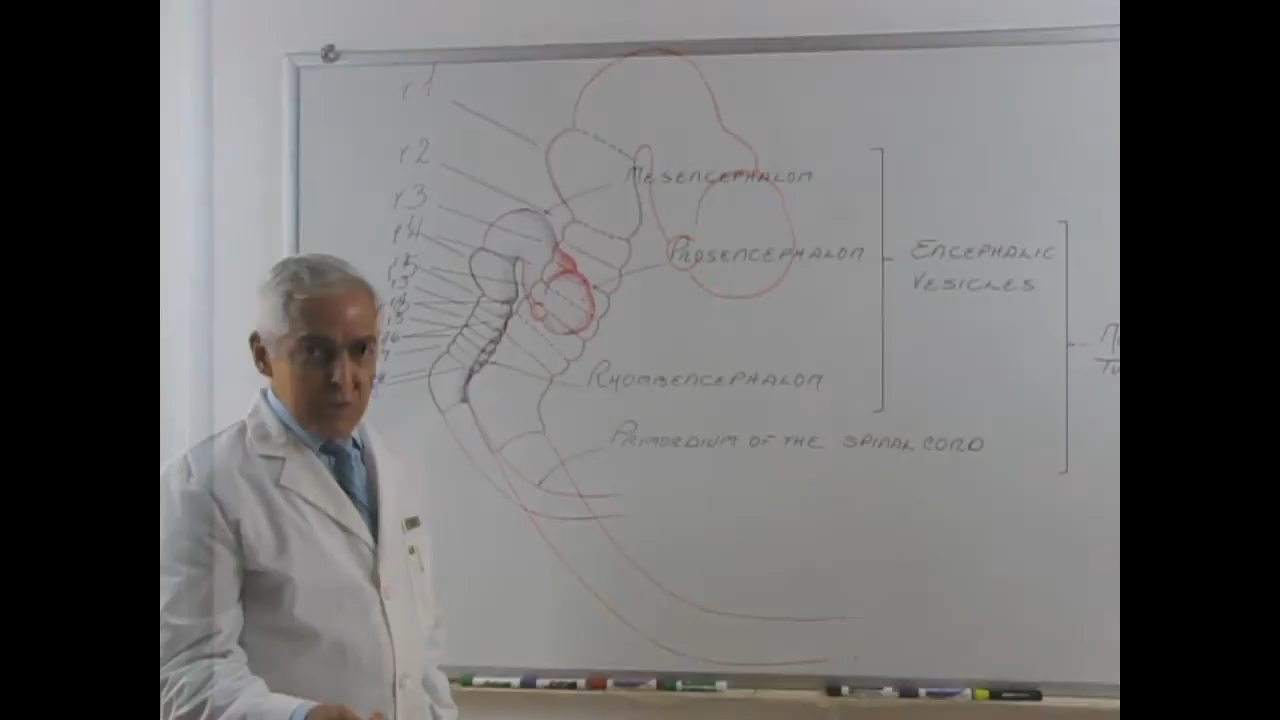 r1
r2
r3
r4
r5
MESENCEPHALON
PROSENCEPHALON
ENCEPHALIC
VESICLES
RHOMBENCEPHALON
PRIMORDIUM OF THE SPINAL CORD